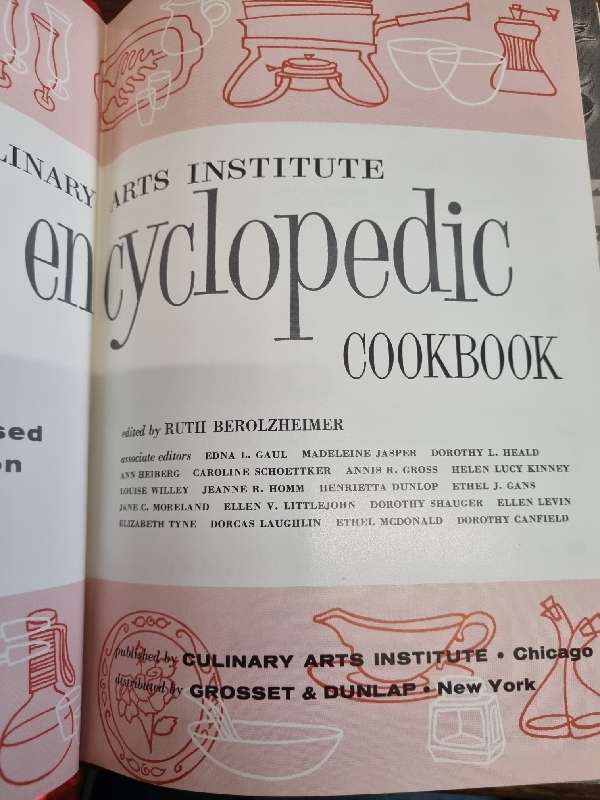 LINARY ARTS INSTITUTE
encyclopedic
COOKBOOK
sed
on
edited by RUTH BEROLZHEIMER
associate editors EDNA L. GAUL MADELEINE JASPER DOROTHY L. HEALD
ANN HEIBERG CAROLINE SCHOETTKER ANNIS R. GROSS HELEN LUCY KINNEY
LOUISE WILLEY JEANNE R. HOMM HENRIETTA DUNLOP ETHEL J. GANS
JANE C. MORELAND ELLEN V. LITTLEJOHN DOROTHY SHAUGER ELLEN LEVIN
ELIZABETH TYNE DORCAS LAUGHLIN ETHEL MCDONALD DOROTHY CANFIELD
published by CULINARY ARTS INSTITUTE • Chicago
distributed by GROSSET & DUNLAP • New York